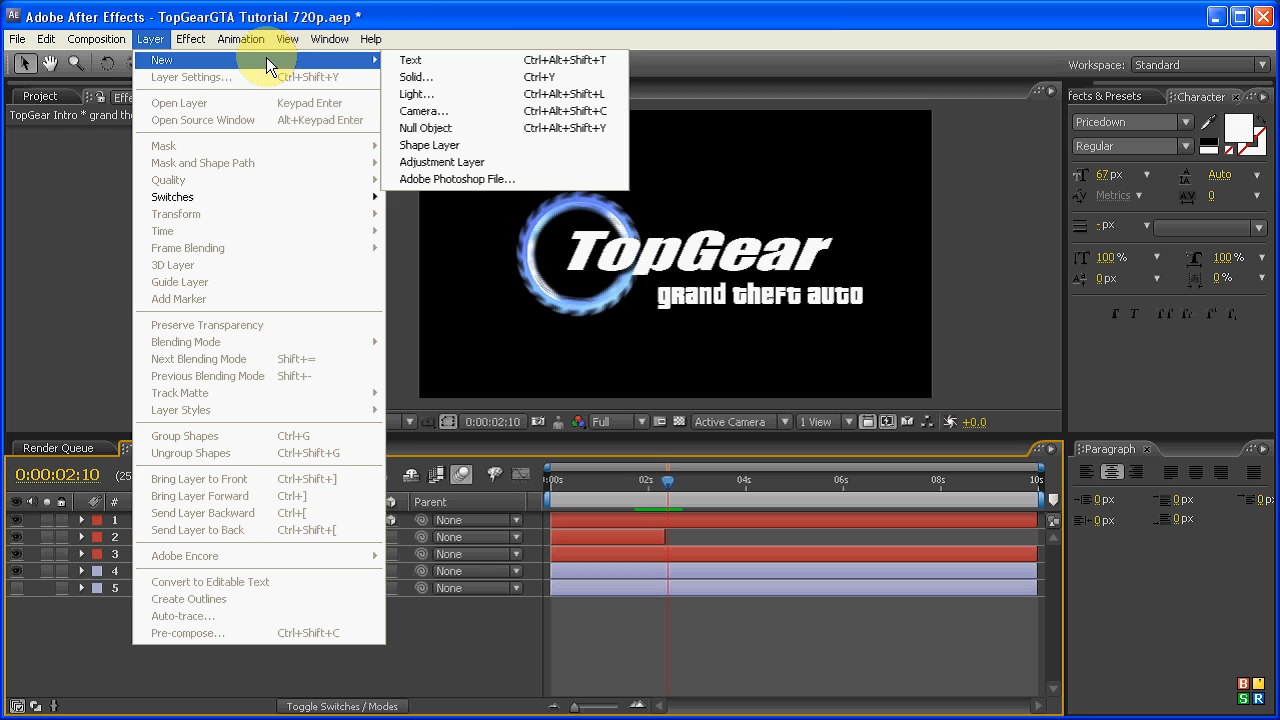 Adobe After Effects - TopGearGTA Tutorial 720p.aep *
File Edit Composition Layer Effect Animation View Window Help
Workspace: Standard
New
Layer Settings... Ctrl+Shift+Y
Open Layer Keypad Enter
Open Source Window Alt+Keypad Enter
Mask
Mask and Shape Path
Quality
Switches
Transform
Time
Frame Blending
3D Layer
Guide Layer
Add Marker
Preserve Transparency
Blending Mode
Next Blending Mode Shift+=
Previous Blending Mode Shift+-
Track Matte
Layer Styles
Group Shapes Ctrl+G
Ungroup Shapes Ctrl+Shift+G
Bring Layer to Front Ctrl+Shift+]
Bring Layer Forward Ctrl+]
Send Layer Backward Ctrl+[
Send Layer to Back Ctrl+Shift+[
Adobe Encore
Convert to Editable Text
Create Outlines
Auto-trace...
Pre-compose... Ctrl+Shift+C
Text Ctrl+Alt+Shift+T
Solid... Ctrl+Y
Light... Ctrl+Alt+Shift+L
Camera... Ctrl+Alt+Shift+C
Null Object Ctrl+Alt+Shift+Y
Shape Layer
Adjustment Layer
Adobe Photoshop File...
Project Effe
TopGear Intro * grand the
TopGear
grand theft auto
0:00:02:10 Full Active Camera 1 View +0.0
fects & Presets Character
Pricedown
Regular
67 px Auto
Metrics 0
- px
100 % 100 %
0 px 0 %
T T TT Tt T¹ T₁
Render Queue
0:00:02:10 (25
:00s 02s 04s 06s 08s 10s
# Parent
1 None
2 None
3 None
4 None
5 None
Toggle Switches / Modes
Paragraph
0 px 0 px 0 px
0 px 0 px
B
S R